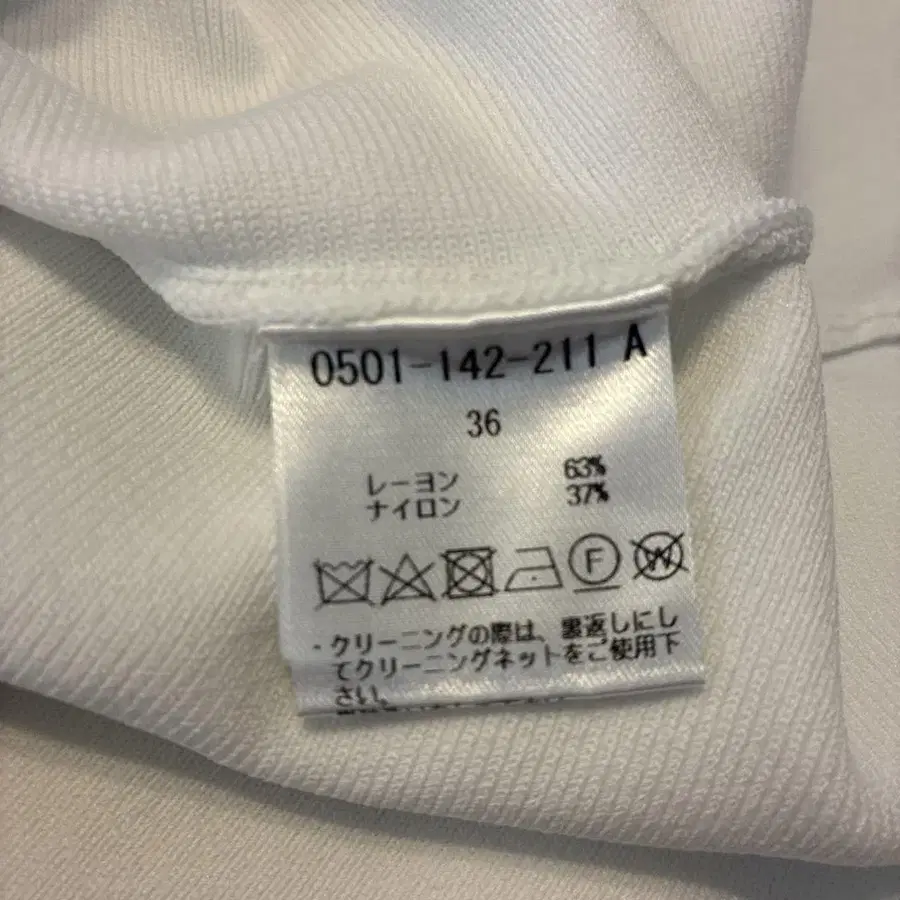 0501-142-211 A
36
レーヨン 63%
ナイロン 37%
F W
・クリーニングの際は、裏返しにし
てクリーニングネットをご使用下
さい。